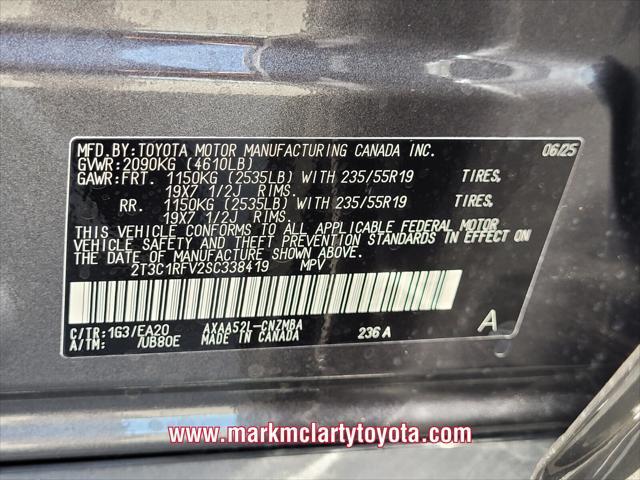 MFD.BY:TOYOTA MOTOR MANUFACTURING CANADA INC. 06/25
GVWR:2090KG (4610LB)
GAWR:FRT. 1150KG (2535LB) WITH 235/55R19 TIRES,
19X7 1/2J RIMS.
RR. 1150KG (2535LB) WITH 235/55R19 TIRES,
19X7 1/2J RIMS.
THIS VEHICLE CONFORMS TO ALL APPLICABLE FEDERAL MOTOR
VEHICLE SAFETY AND THEFT PREVENTION STANDARDS IN EFFECT ON
THE DATE OF MANUFACTURE SHOWN ABOVE.
2T3C1RFV2SC338419 MPV
C/TR:1G3/EA20 AXAA52L-CNZMBA 236A A
A/TM: /UB80E MADE IN CANADA
www.markmclartytoyota.com